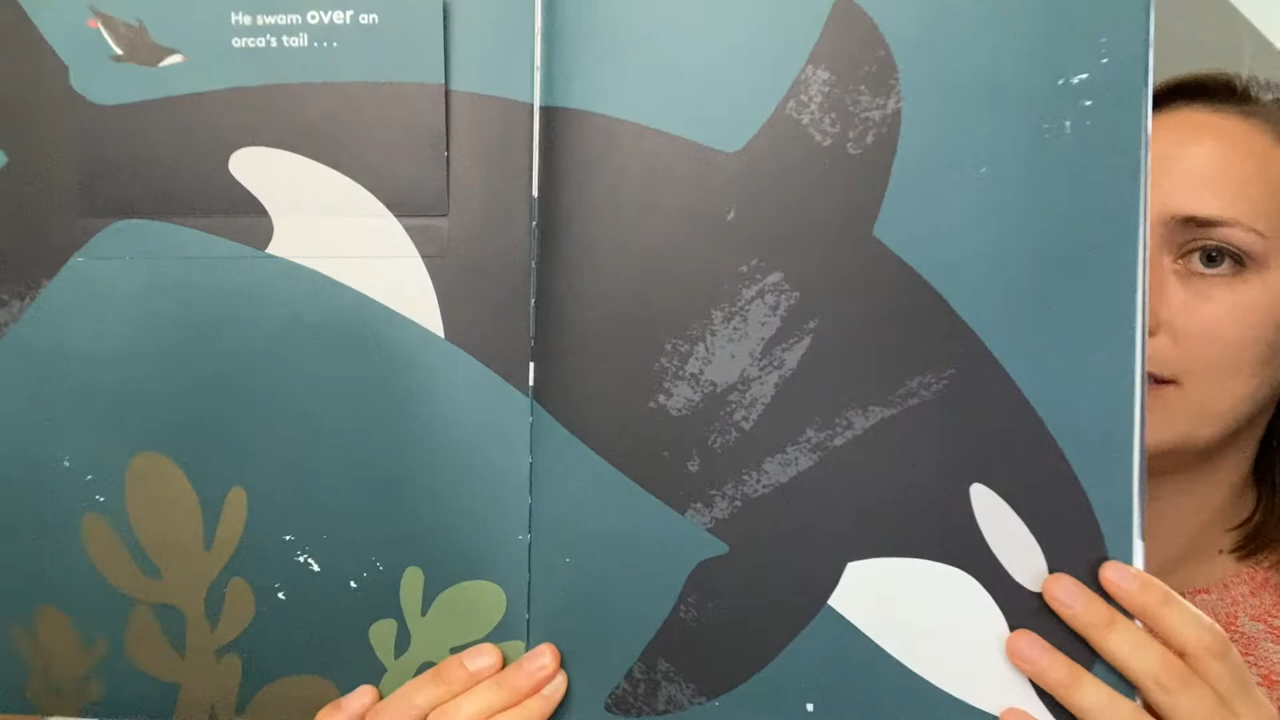 He swam over an
orca's tail . . .